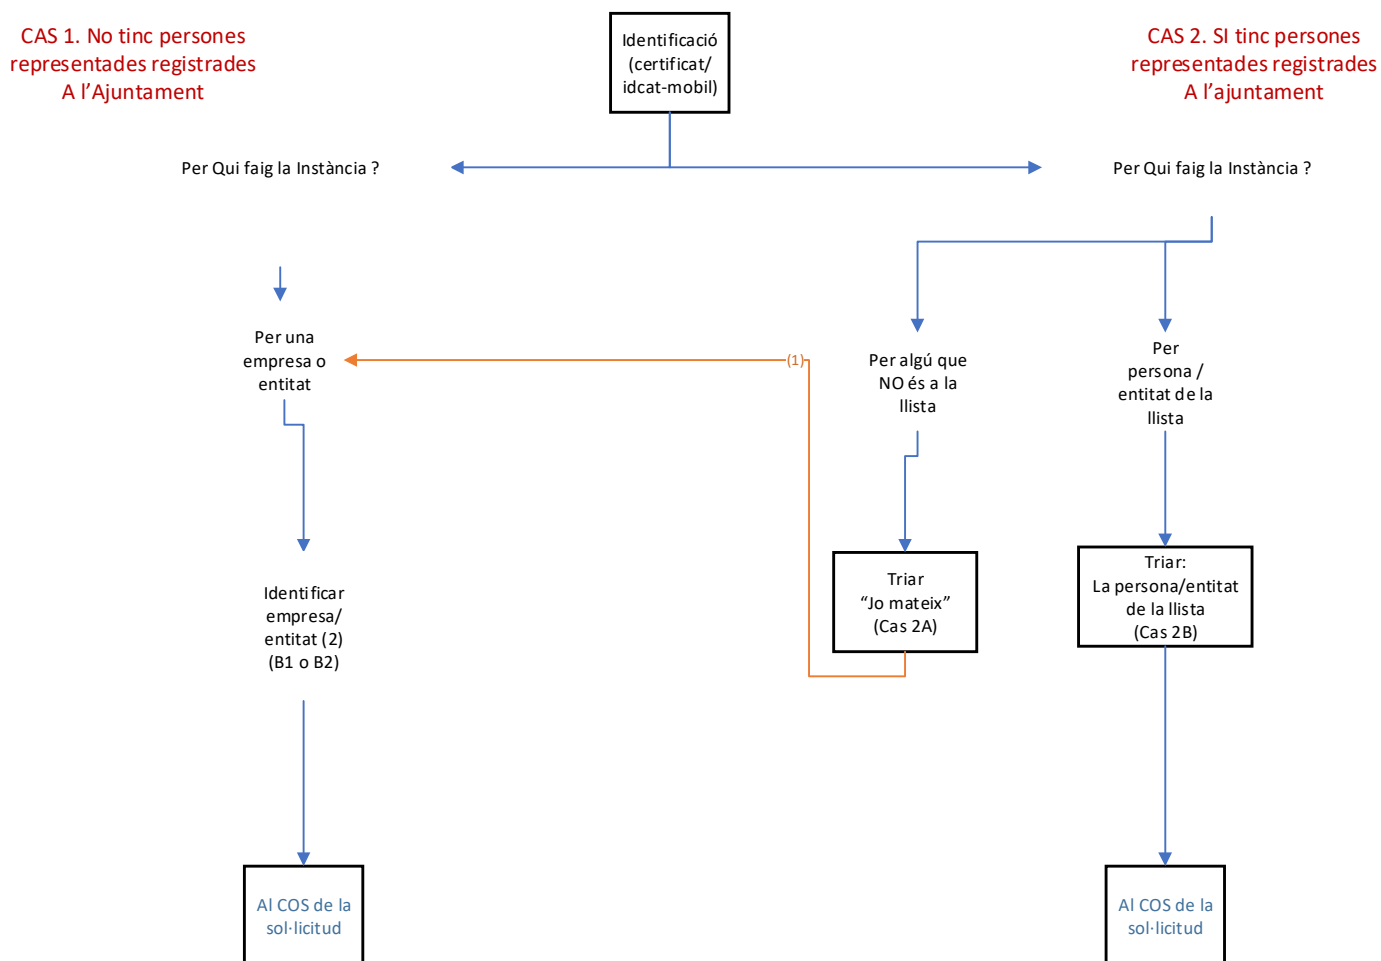 CAS 1. No tinc persones
representades registrades
A l’Ajuntament
Identificació
(certificat/
idcat-mobil)
CAS 2. SI tinc persones
representades registrades
A l’ajuntament
Per Qui faig la Instància ?
Per Qui faig la Instància ?
Per una
empresa o
entitat
(1)
Per algú que
NO és a la
llista
Per
persona /
entitat de la
llista
Identificar
empresa/
entitat (2)
(B1 o B2)
Triar
“Jo mateix”
(Cas 2A)
Triar:
La persona/entitat
de la llista
(Cas 2B)
Al COS de la
sol·licitud
Al COS de la
sol·licitud